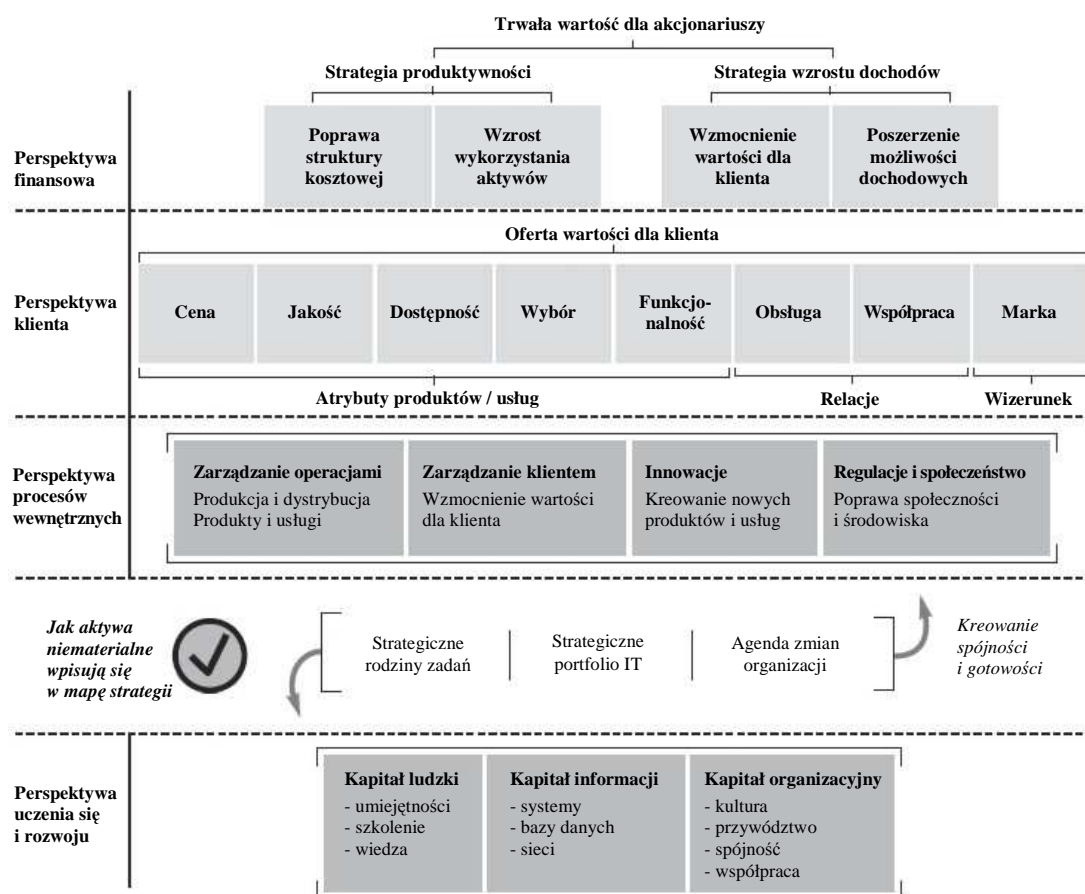 Trwała wartość dla akcjonariuszy
Strategia produktywności
Strategia wzrostu dochodów
Perspektywa
finansowa
Poprawa
struktury
kosztowej
Wzrost
wykorzystania
aktywów
Wzmocnienie
wartości dla
klienta
Poszerzenie
możliwości
dochodowych
Oferta wartości dla klienta
Perspektywa
klienta
Cena
Jakość
Dostępność
Wybór
Funkcjo-
nalność
Obsługa
Współpraca
Marka
Atrybuty produktów / usług
Relacje
Wizerunek
Perspektywa
procesów
wewnętrznych
Zarządzanie operacjami
Produkcja i dystrybucja
Produkty i usługi
Zarządzanie klientem
Wzmocnienie wartości
dla klienta
Innowacje
Kreowanie nowych
produktów i usług
Regulacje i społeczeństwo
Poprawa społeczności
i środowiska
Jak aktywa
niematerialne
wpisują się
w mapę strategii
Strategiczne
rodziny zadań
Strategiczne
portfolio IT
Agenda zmian
organizacji
Kreowanie
spójności
i gotowości
Perspektywa
uczenia się
i rozwoju
Kapitał ludzki
- umiejętności
- szkolenie
- wiedza
Kapitał informacji
- systemy
- bazy danych
- sieci
Kapitał organizacyjny
- kultura
- przywództwo
- spójność
- współpraca